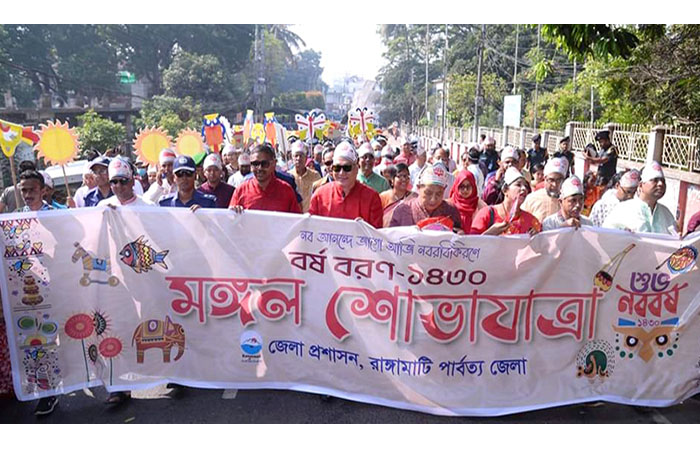 নব আনন্দে জাগো আজি নবরবিকিরণে
বর্ষ বরণ-১৪৩০
মঙ্গল শোভাযাত্রা
জেলা প্রশাসন, রাঙ্গামাটি পার্বত্য জেলা
শুভ
নববর্ষ
১৪৩০